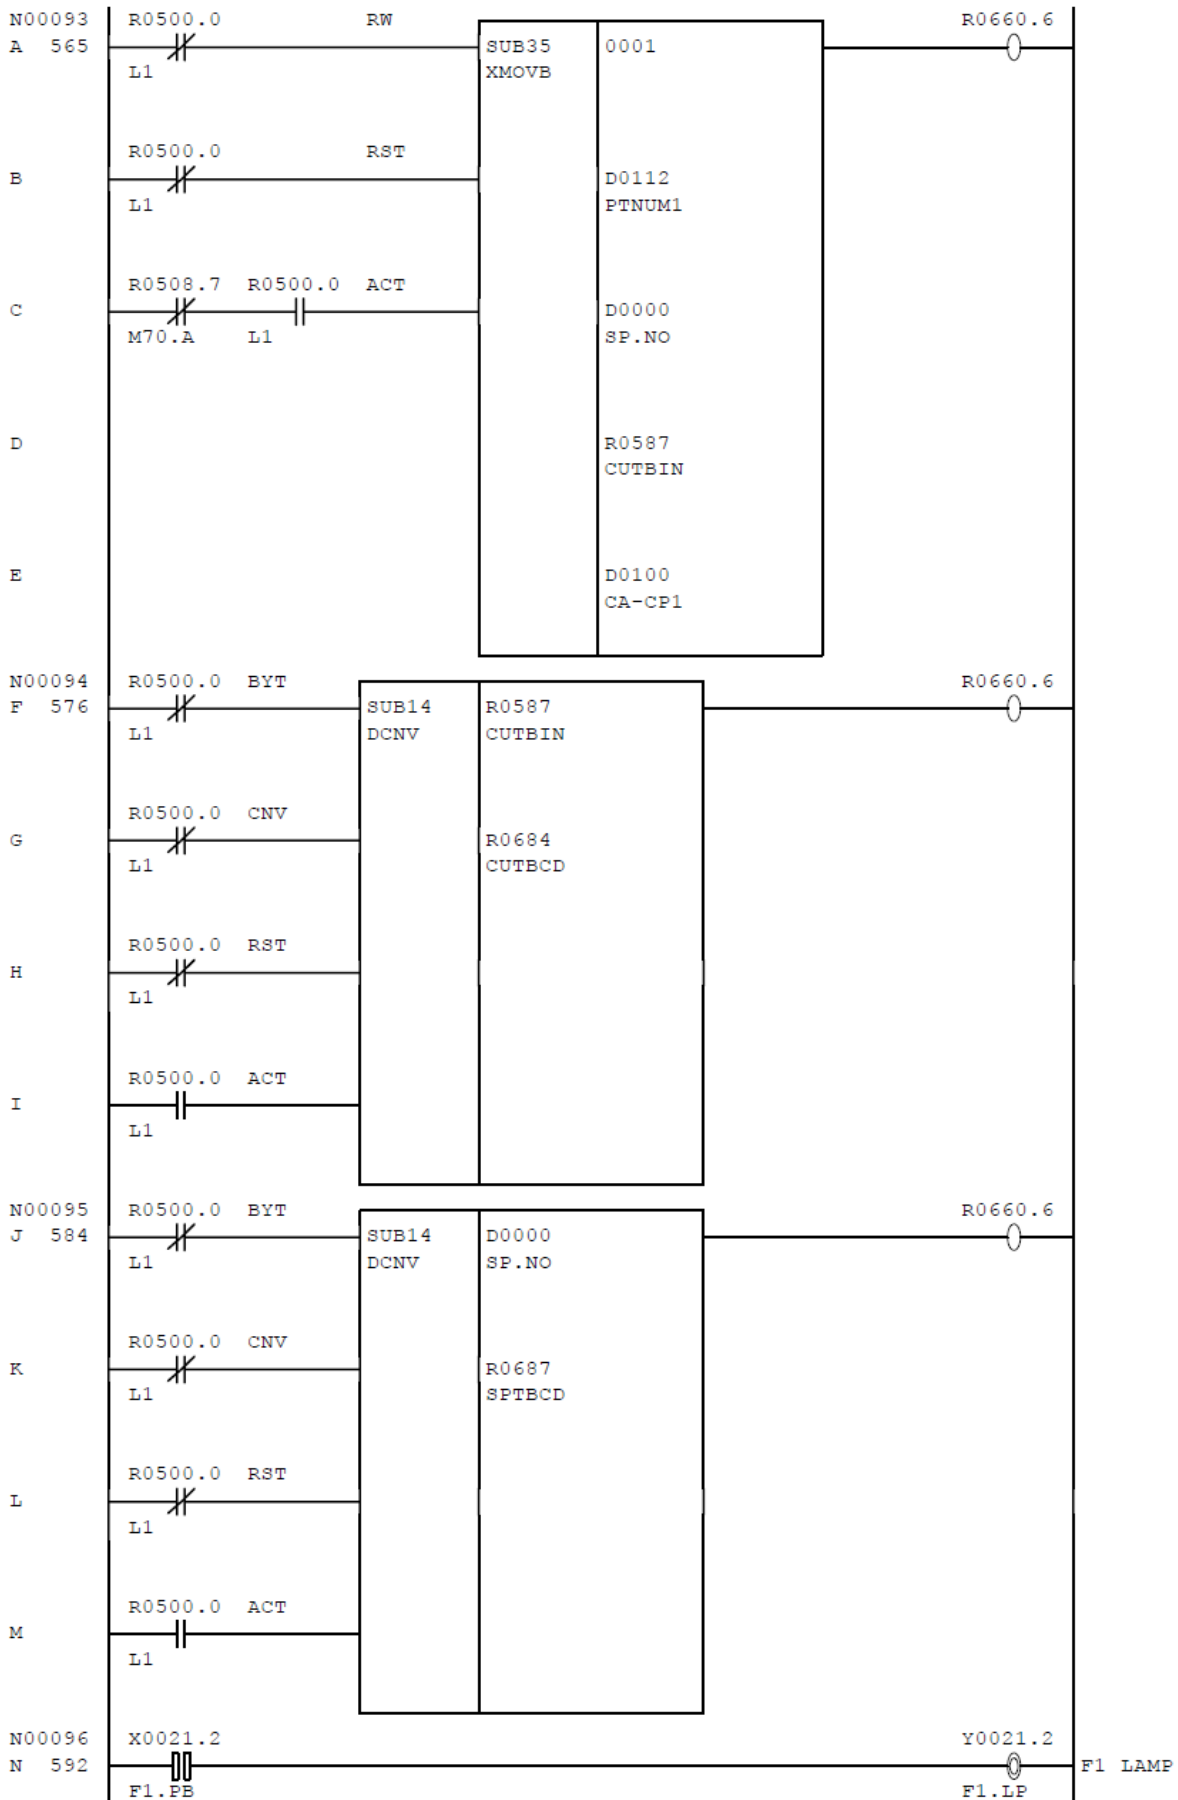 N00093 R0500.0 RW R0660.6
A 565 SUB35 0001
L1 XMOVB
R0500.0 RST
B D0112
L1 PTNUM1
R0508.7 R0500.0 ACT
C D0000
M70.A L1 SP.NO
D R0587
CUTBIN
E D0100
CA-CP1
N00094 R0500.0 BYT R0660.6
F 576 SUB14 R0587
L1 DCNV CUTBIN
R0500.0 CNV
G R0684
L1 CUTBCD
R0500.0 RST
H
L1
R0500.0 ACT
I
L1
N00095 R0500.0 BYT R0660.6
J 584 SUB14 D0000
L1 DCNV SP.NO
R0500.0 CNV
K R0687
L1 SPTBCD
R0500.0 RST
L
L1
R0500.0 ACT
M
L1
N00096 X0021.2 Y0021.2
N 592 F1 LAMP
F1.PB F1.LP